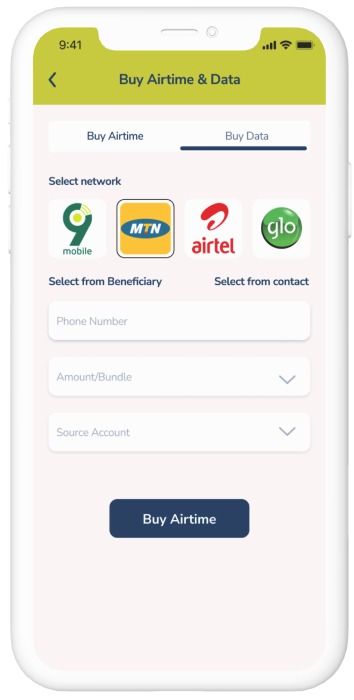 9:41
Buy Airtime & Data
Buy Airtime Buy Data
Select network
9 mobile
MTN
airtel
glo
Select from Beneficiary Select from contact
Phone Number
Amount/Bundle
Source Account
Buy Airtime